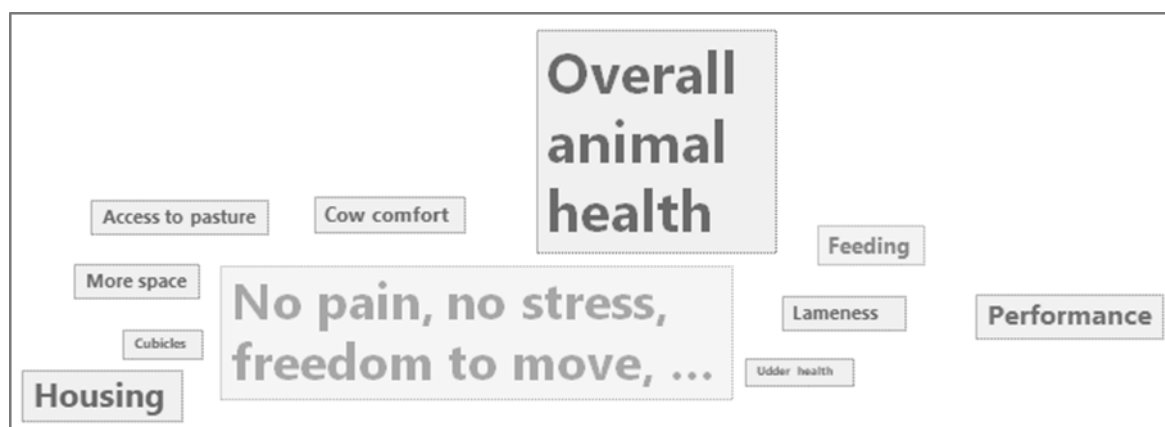 Overall
animal
health
Access to pasture
Cow comfort
Feeding
More space
No pain, no stress,
freedom to move, ...
Lameness
Performance
Cubicles
Udder health
Housing